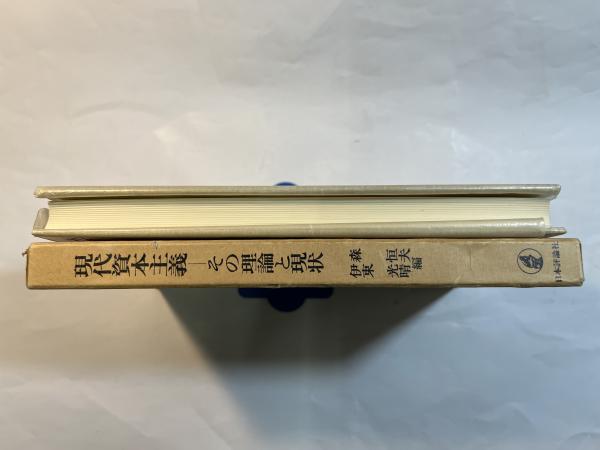 現代資本主義―その理論と現状
森恒夫
伊東光晴編
日本評論社